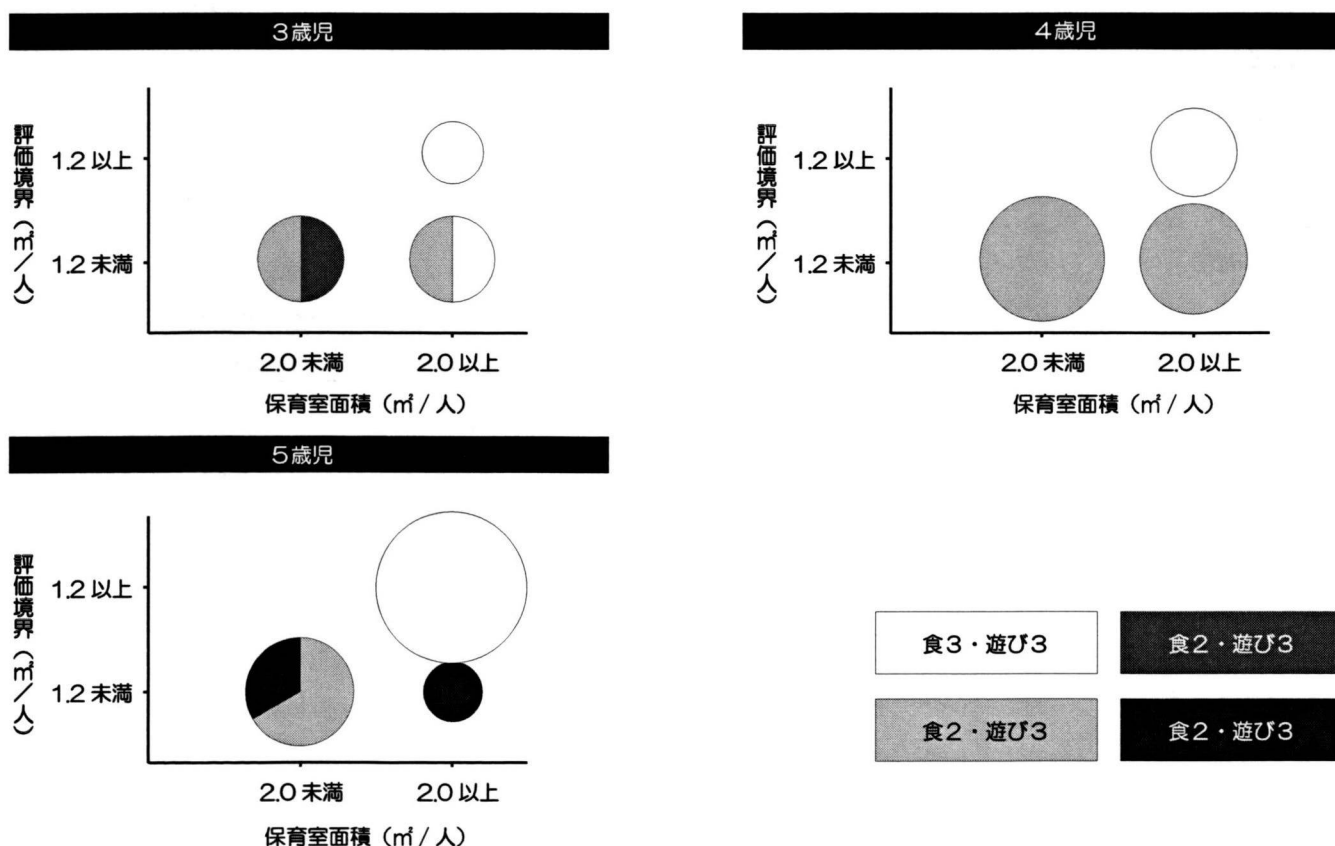 3歳児
評価境界(㎡/人)
1.2以上
1.2未満
2.0未満 2.0以上
保育室面積(㎡/人)
4歳児
評価境界(㎡/人)
1.2以上
1.2未満
2.0未満 2.0以上
保育室面積(㎡/人)
5歳児
評価境界(㎡/人)
1.2以上
1.2未満
2.0未満 2.0以上
保育室面積(㎡/人)
食3・遊び3 食2・遊び3
食2・遊び3 食2・遊び3